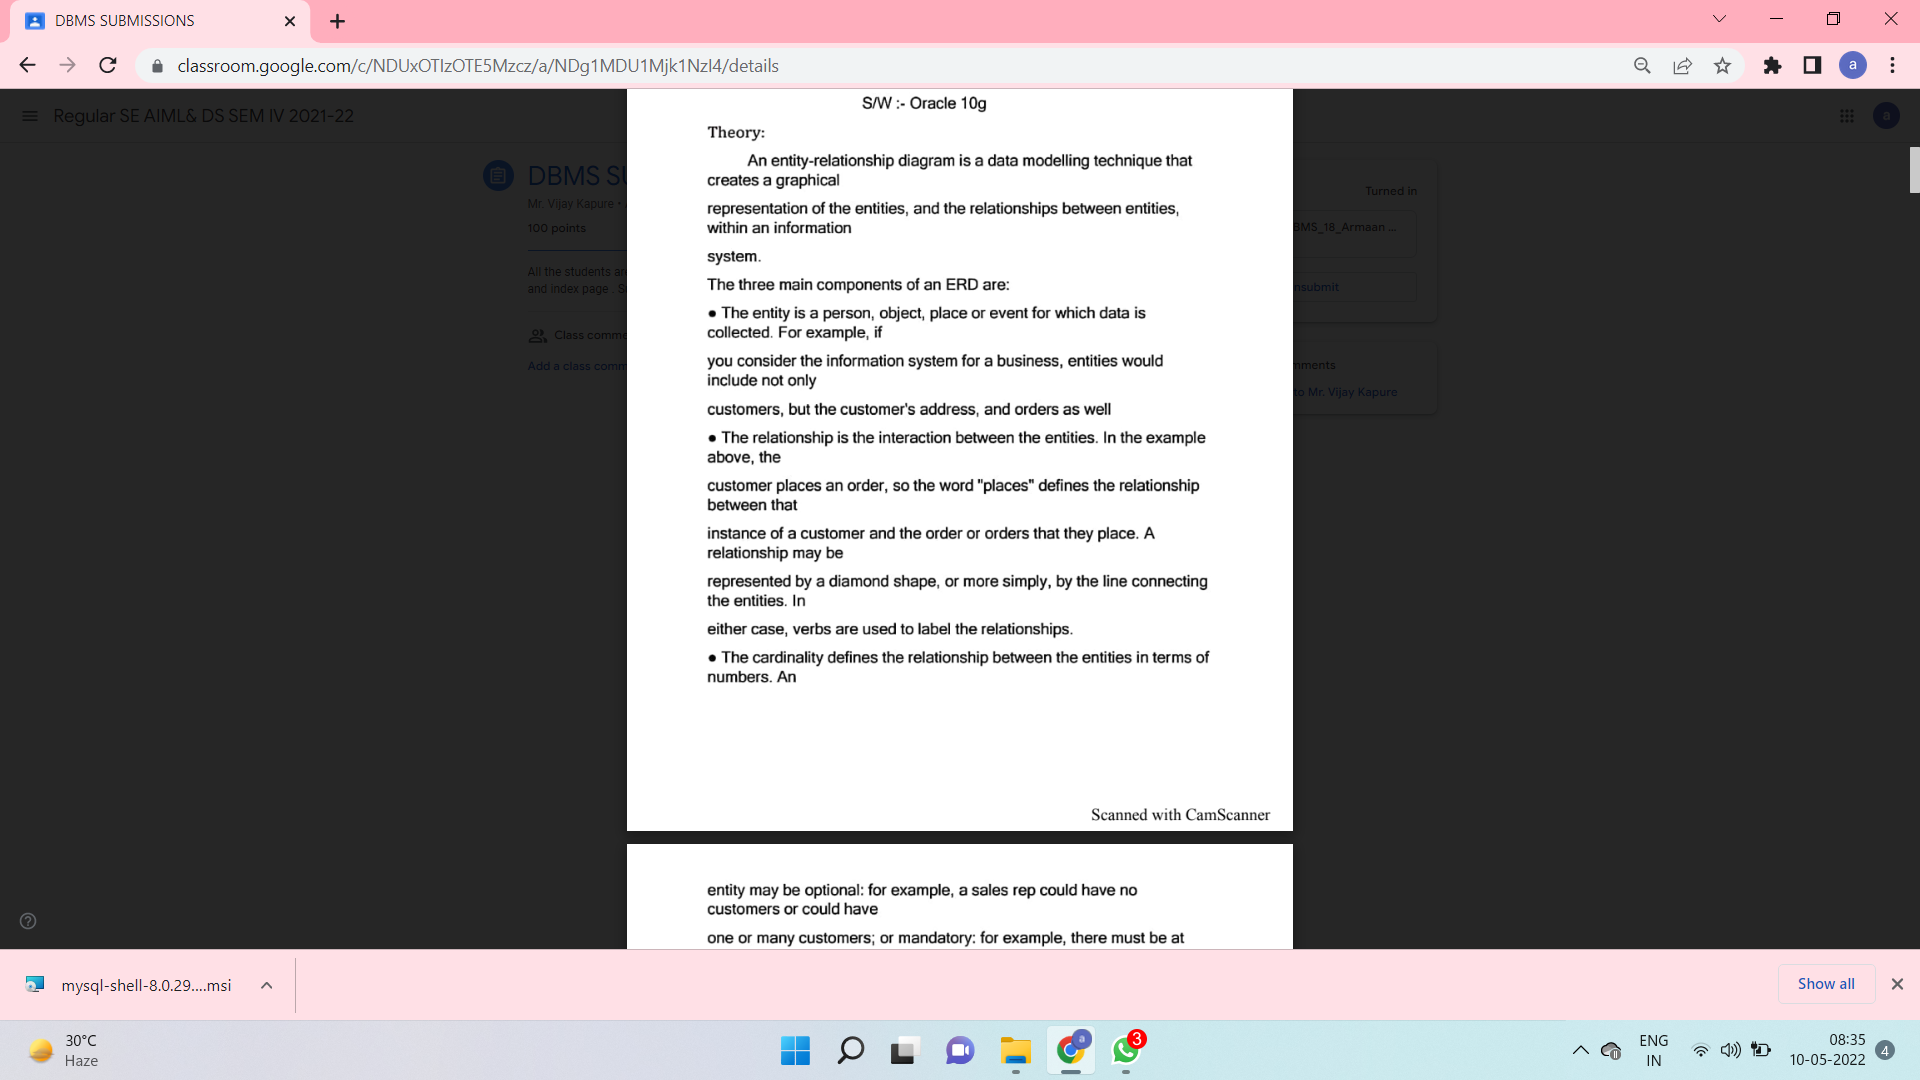 DBMS SUBMISSIONS
classroom.google.com/c/NDUxOTIzOTE5Mzcz/a/NDg1MDU1Mjk1NzI4/details
a
Regular SE AIML& DS SEM IV 2021-22
a
DBMS SU
Mr. Vijay Kapure •
100 points
All the students are
and index page . S
Class comme
Add a class comm
Turned in
BMS_18_Armaan ...
nsubmit
mments
to Mr. Vijay Kapure
S/W :- Oracle 10g
Theory:
An entity-relationship diagram is a data modelling technique that
creates a graphical
representation of the entities, and the relationships between entities,
within an information
system.
The three main components of an ERD are:
● The entity is a person, object, place or event for which data is
collected. For example, if
you consider the information system for a business, entities would
include not only
customers, but the customer's address, and orders as well
● The relationship is the interaction between the entities. In the example
above, the
customer places an order, so the word "places" defines the relationship
between that
instance of a customer and the order or orders that they place. A
relationship may be
represented by a diamond shape, or more simply, by the line connecting
the entities. In
either case, verbs are used to label the relationships.
● The cardinality defines the relationship between the entities in terms of
numbers. An
Scanned with CamScanner
entity may be optional: for example, a sales rep could have no
customers or could have
one or many customers; or mandatory: for example, there must be at
mysql-shell-8.0.29....msi
Show all
30°C
Haze
a
3
ENG
IN
08:35
10-05-2022
4